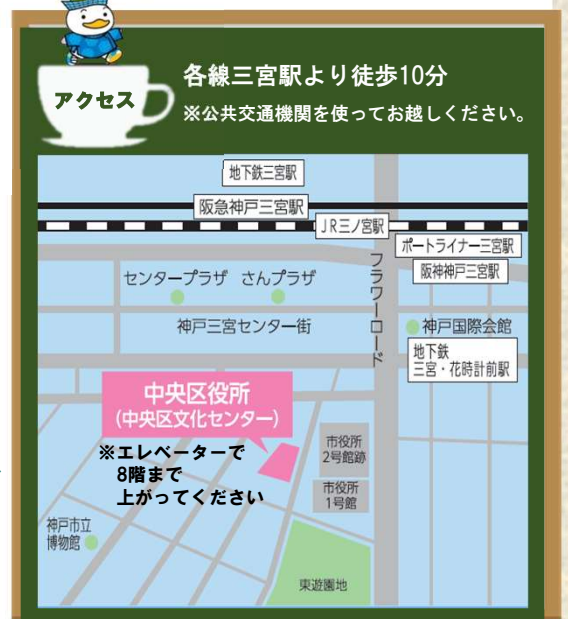 アクセス
各線三宮駅より徒歩10分
※公共交通機関を使ってお越しください。
地下鉄三宮駅
阪急神戸三宮駅
JR三ノ宮駅
ポートライナー三宮駅
阪神神戸三宮駅
センタープラザ さんプラザ
フラワーロード
神戸三宮センター街
神戸国際会館
地下鉄
三宮・花時計前駅
中央区役所
(中央区文化センター)
※エレベーターで
8階まで
上がってください
市役所
2号館跡
市役所
1号館
神戸市立
博物館
東遊園地